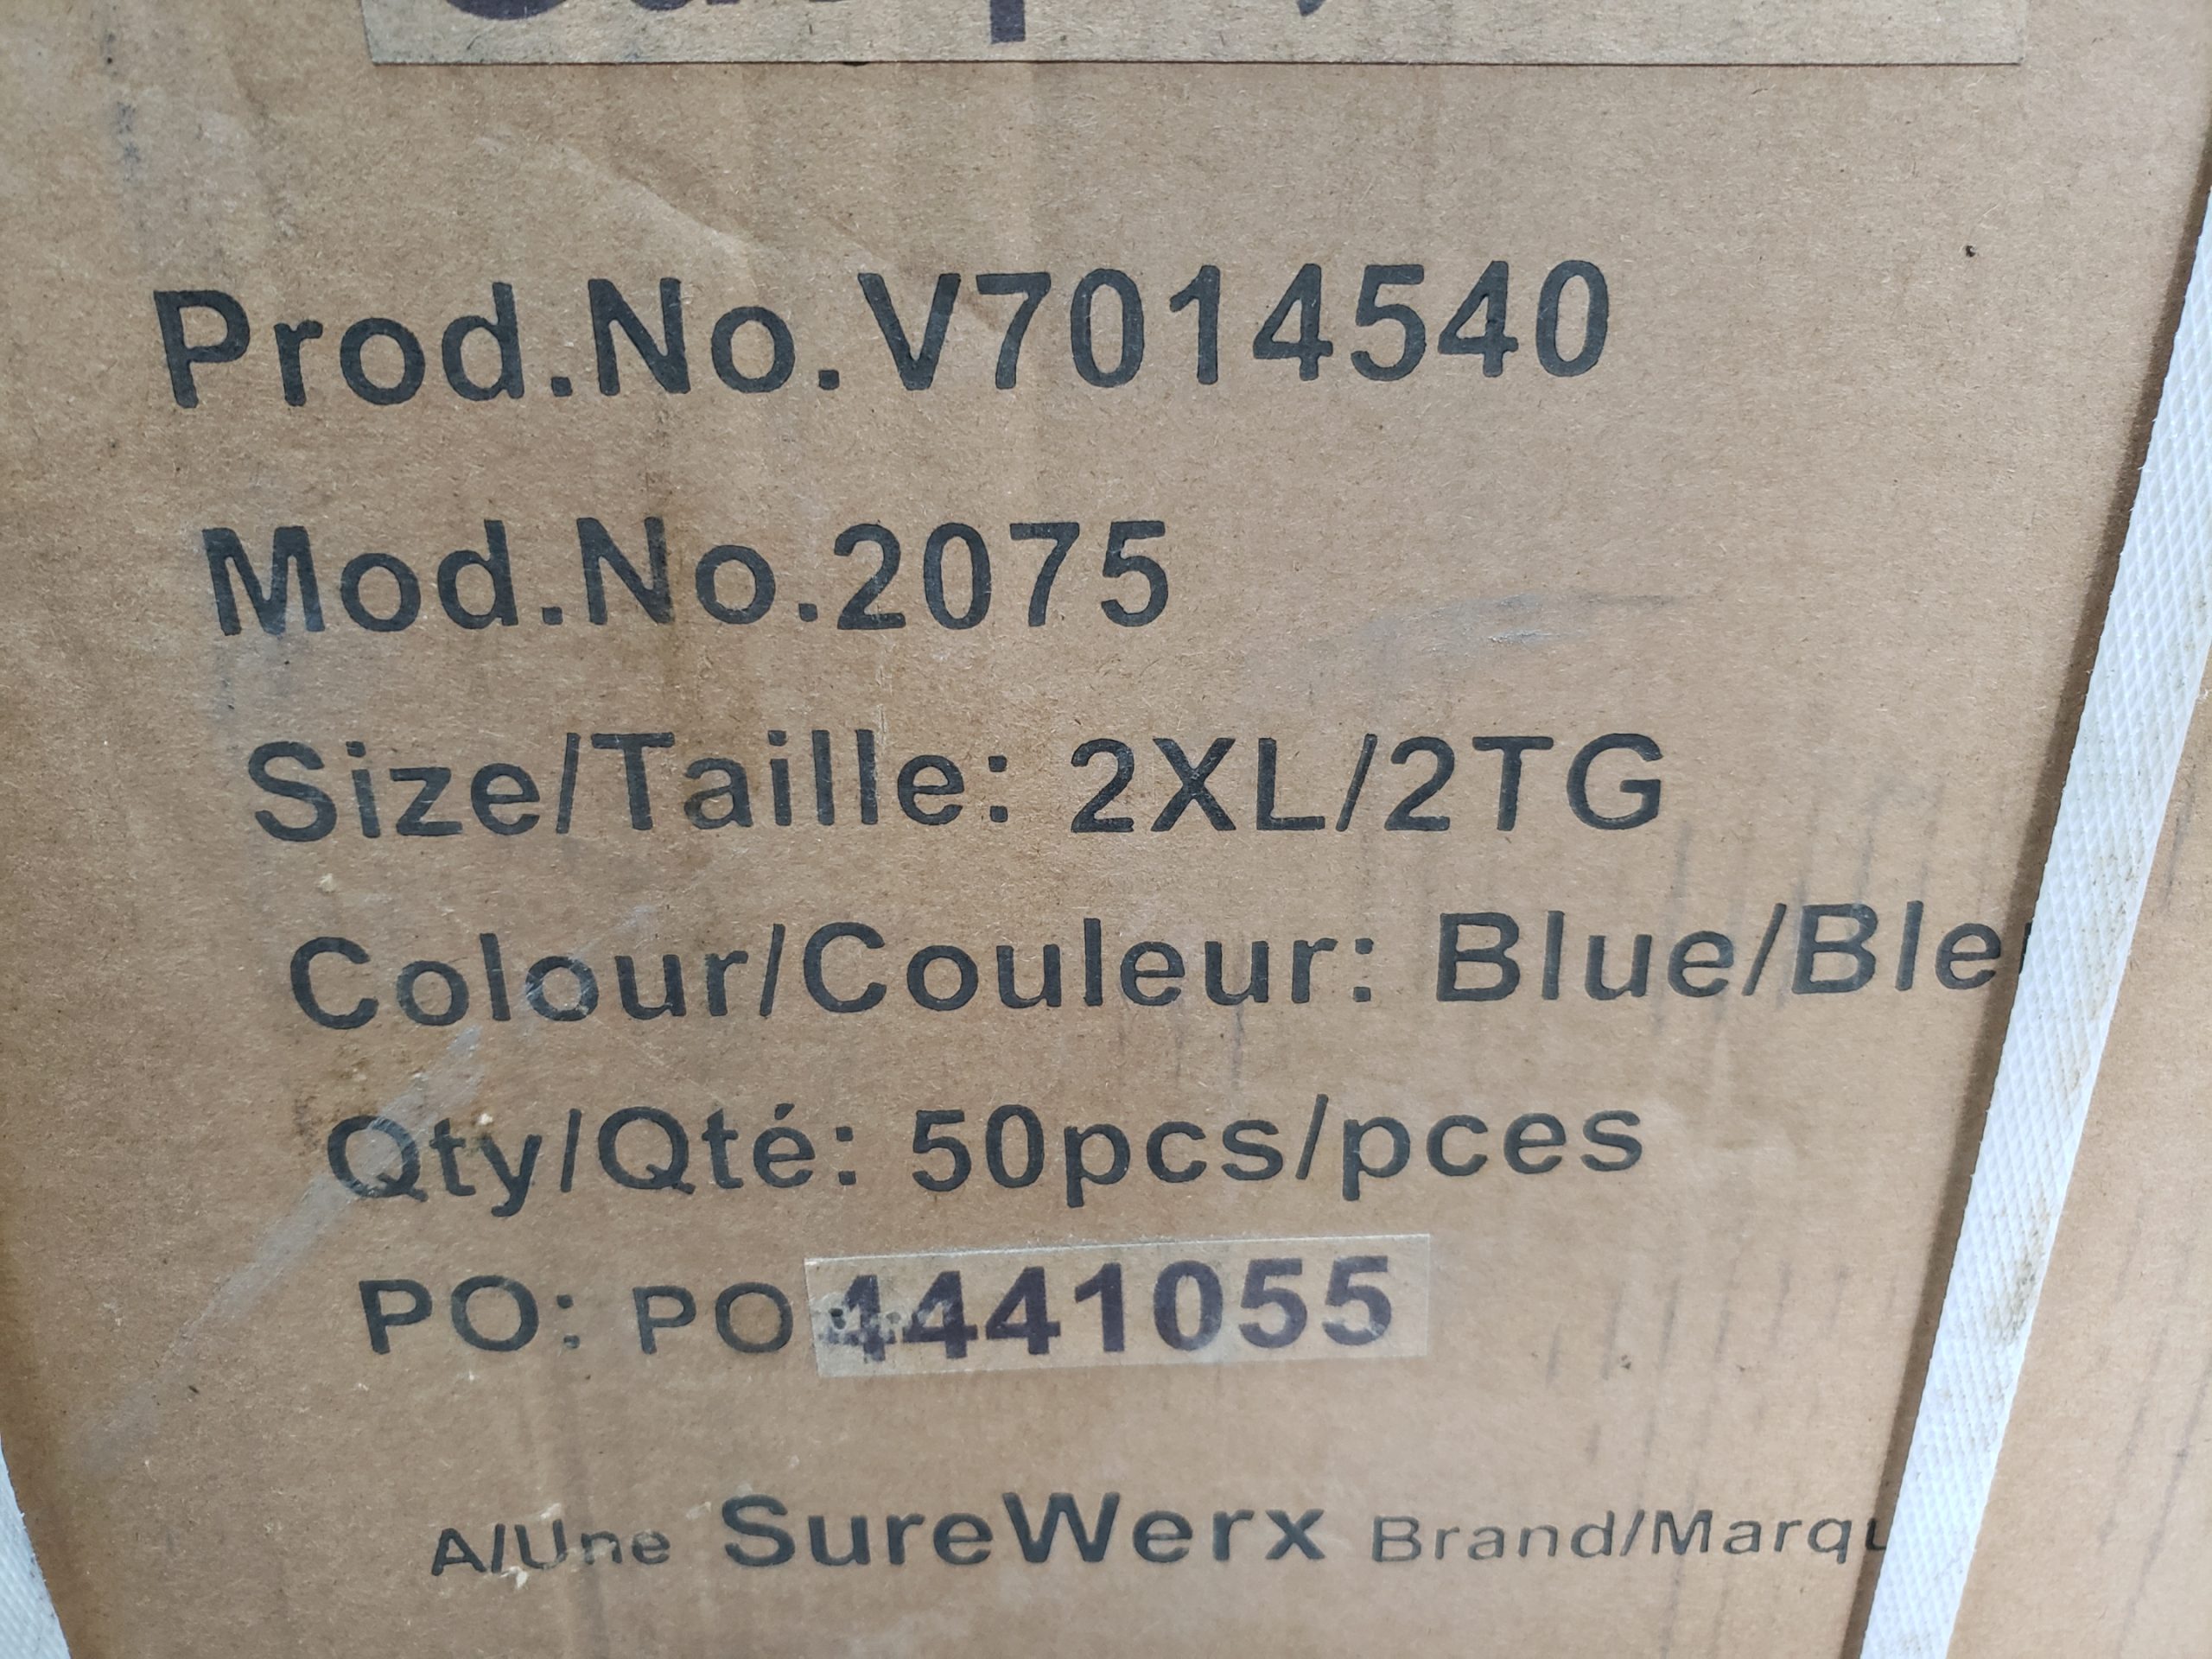 Prod.No.V7014540
Mod.No.2075
Size/Taille: 2XL/2TG
Colour/Couleur: Blue/Ble
Qty/Qté: 50pcs/pces
PO: PO 4441055
A/Une SureWerx Brand/Marqu